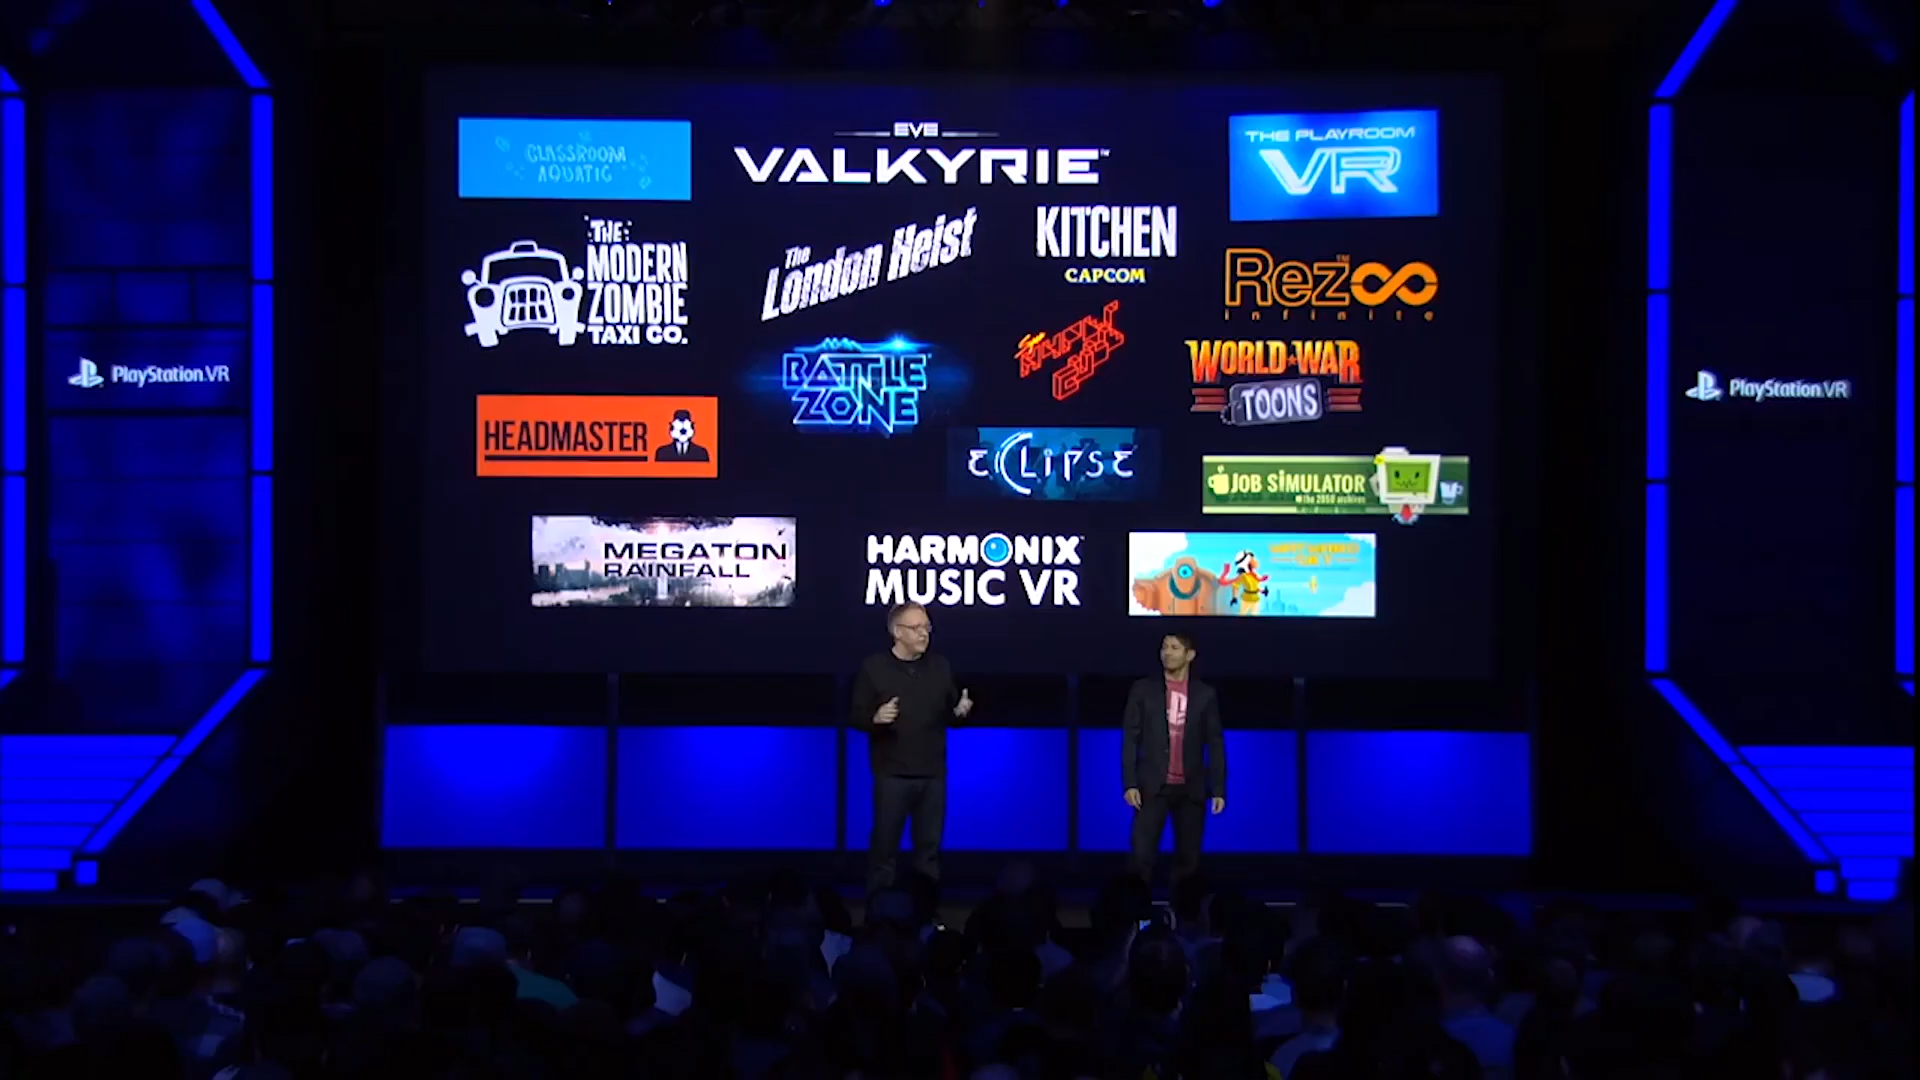 CLASSROOM
AQUATIC
EVE
VALKYRIE™
THE PLAYROOM
VR
THE
MODERN
ZOMBIE
TAXI CO.
The
London Heist
KITCHEN
CAPCOM
Rez™
infinite
PlayStation.VR
BATTLE
ZONE
WORLD WAR
TOONS
PlayStation.VR
HEADMASTER
ECLIPSE
JOB SIMULATOR
the 2050 archives
MEGATON
RAINFALL
HARMONIX
MUSIC VR